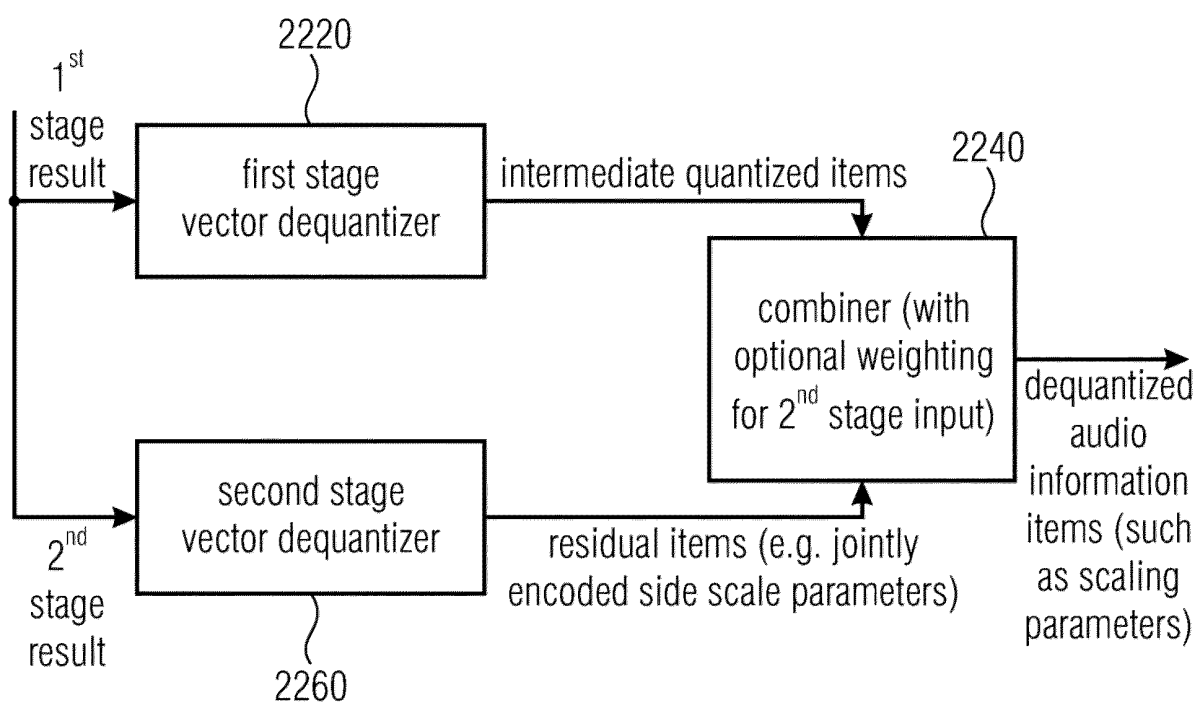 2220
1st
stage
result
first stage
vector dequantizer
intermediate quantized items
2240
combiner (with
optional weighting
for 2nd stage input)
dequantized
audio
information
items (such
as scaling
parameters)
second stage
vector dequantizer
2nd
stage
result
residual items (e.g. jointly
encoded side scale parameters)
2260